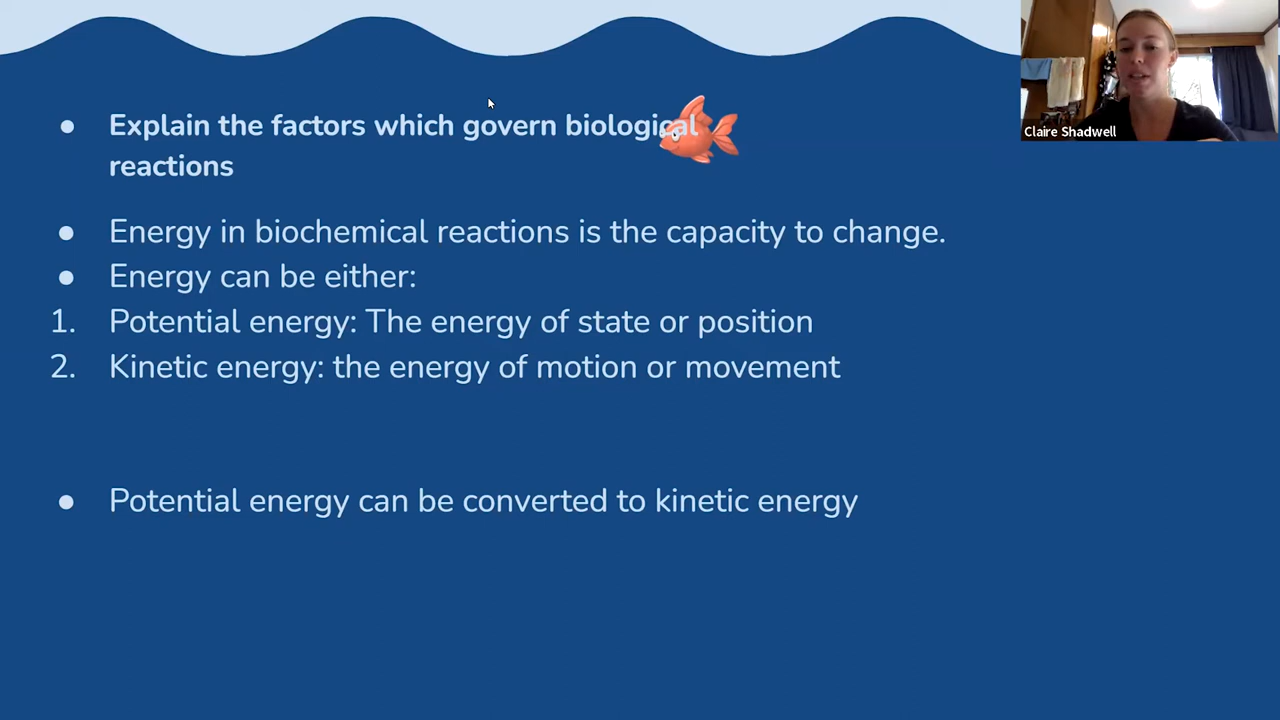 ● Explain the factors which govern biological
reactions
● Energy in biochemical reactions is the capacity to change.
● Energy can be either:
1. Potential energy: The energy of state or position
2. Kinetic energy: the energy of motion or movement
● Potential energy can be converted to kinetic energy
Claire Shadwell